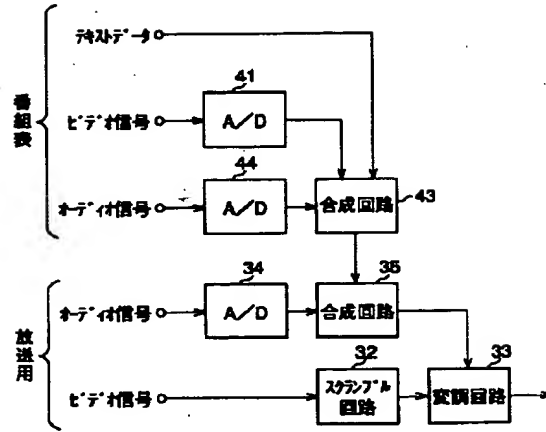 番組表
テキストデータ
ビデオ信号
41
A/D
オーディオ信号
44
A/D
合成回路
43
放送用
オーディオ信号
34
A/D
35
合成回路
ビデオ信号
32
スクランブル
回路
33
変調回路